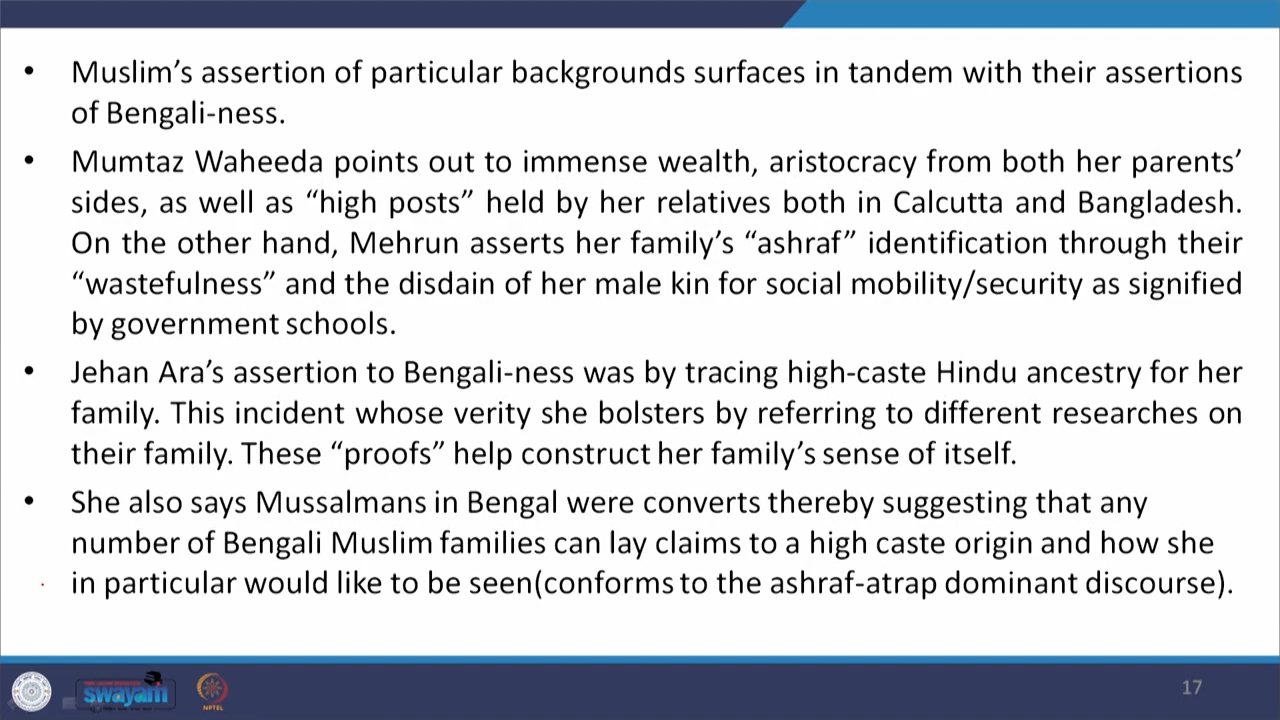 • Muslim's assertion of particular backgrounds surfaces in tandem with their assertions
of Bengali-ness.
• Mumtaz Waheeda points out to immense wealth, aristocracy from both her parents'
sides, as well as “high posts” held by her relatives both in Calcutta and Bangladesh.
On the other hand, Mehrun asserts her family's “ashraf” identification through their
“wastefulness” and the disdain of her male kin for social mobility/security as signified
by government schools.
• Jehan Ara's assertion to Bengali-ness was by tracing high-caste Hindu ancestry for her
family. This incident whose verity she bolsters by referring to different researches on
their family. These “proofs” help construct her family's sense of itself.
• She also says Mussalmans in Bengal were converts thereby suggesting that any
number of Bengali Muslim families can lay claims to a high caste origin and how she
in particular would like to be seen(conforms to the ashraf-atrap dominant discourse).
swayam
NPTEL
17